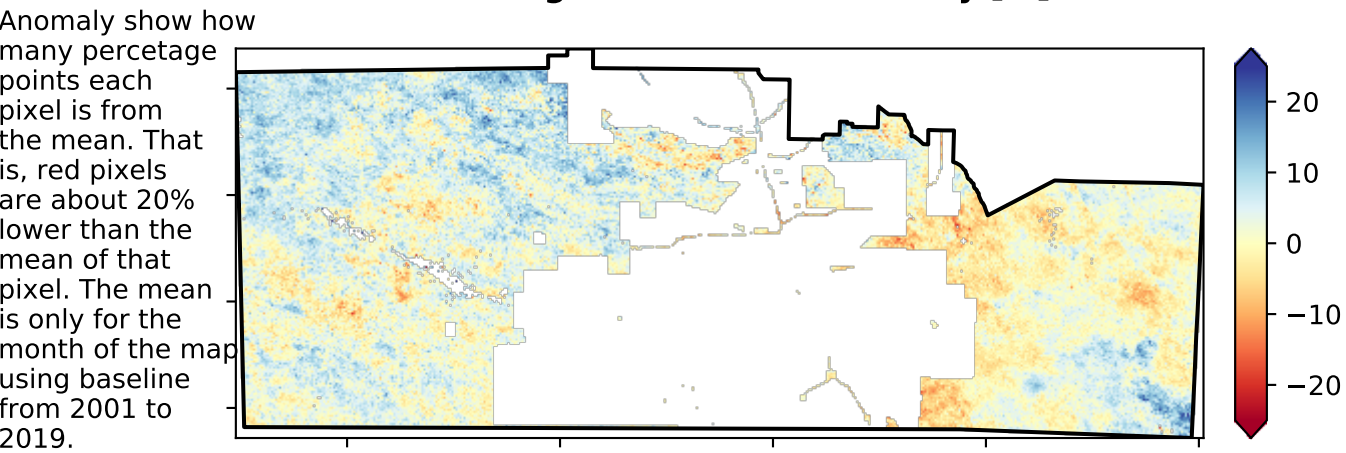 Anomaly show how
many percetage
points each
pixel is from
the mean. That
is, red pixels
are about 20%
lower than the
mean of that
pixel. The mean
is only for the
month of the map
using baseline
from 2001 to
2019.
20
10
0
−10
−20